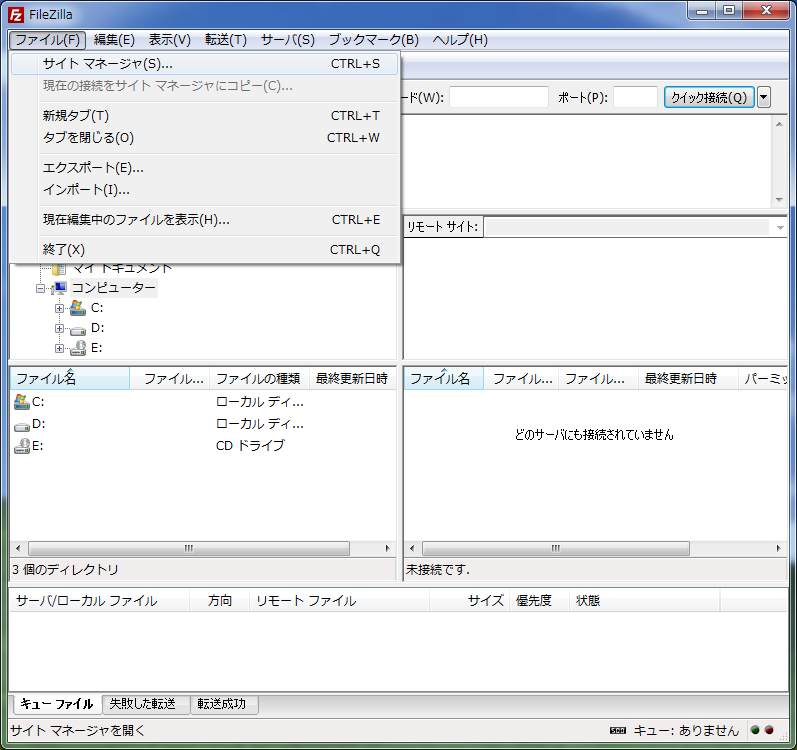 FileZilla
ファイル(F) 編集(E) 表示(V) 転送(T) サーバ(S) ブックマーク(B) ヘルプ(H)
サイト マネージャ(S)... CTRL+S
現在の接続をサイト マネージャにコピー(C)...
ード(W): ポート(P): クイック接続(Q)
新規タブ(T) CTRL+T
タブを閉じる(O) CTRL+W
エクスポート(E)...
インポート(I)...
現在編集中のファイルを表示(H)... CTRL+E
リモート サイト:
終了(X) CTRL+Q
マイ ドキュメント
コンピューター
C:
D:
E:
ファイル名 ファイル... ファイルの種類 最終更新日時
ファイル名 ファイル... ファイル... 最終更新日時 パーミッ
C: ローカル ディ...
D: ローカル ディ...
E: CD ドライブ
どのサーバにも接続されていません
3 個のディレクトリ
未接続です.
サーバ/ローカル ファイル 方向 リモート ファイル サイズ 優先度 状態
キュー ファイル 失敗した転送 転送成功
サイト マネージャを開く キュー: ありません